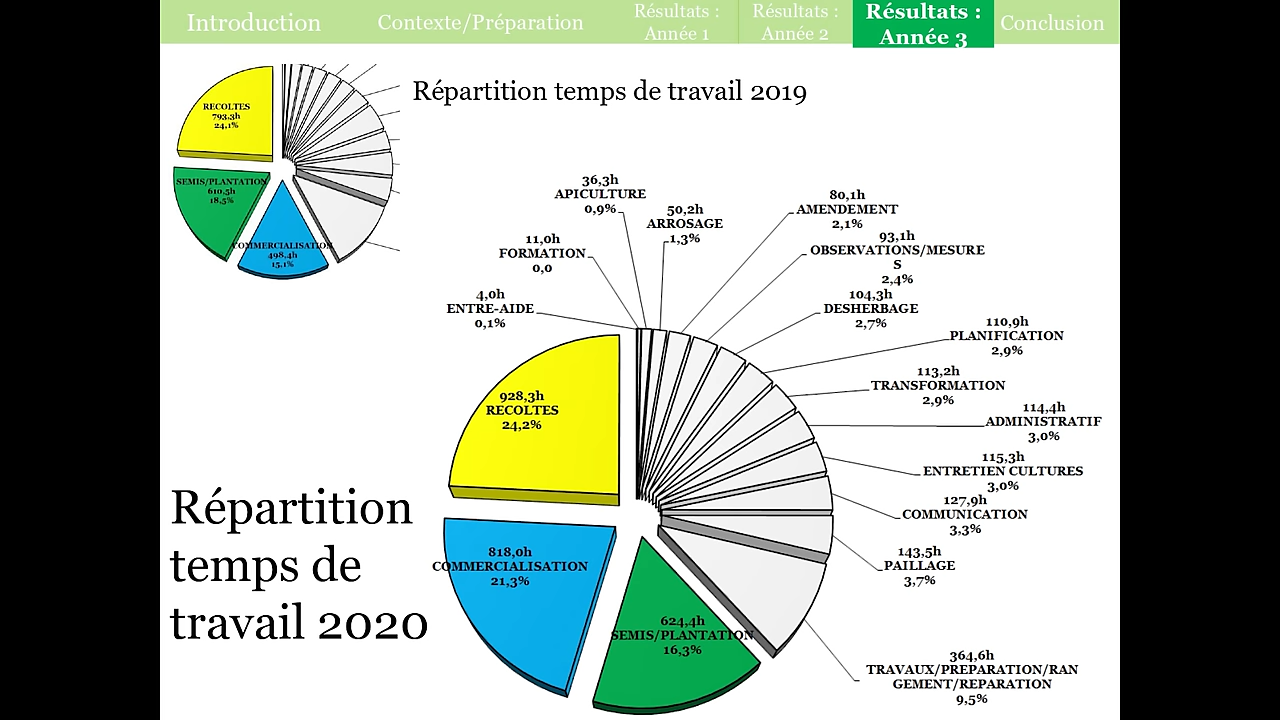 Introduction
Contexte/Préparation
Résultats :
Année 1
Résultats :
Année 2
Résultats :
Année 3
Conclusion
Répartition temps de travail 2019
RECOLTES
793,3h
24,1%
SEMIS/PLANTATION
610,5h
18,5%
COMMERCIALISATION
498,4h
15,1%
36,3h
APICULTURE
0,9%
50,2h
ARROSAGE
1,3%
80,1h
AMENDEMENT
2,1%
11,0h
FORMATION
0,0
93,1h
OBSERVATIONS/MESURE
S
2,4%
4,0h
ENTRE-AIDE
0,1%
104,3h
DESHERBAGE
2,7%
110,9h
PLANIFICATION
2,9%
113,2h
TRANSFORMATION
2,9%
928,3h
RECOLTES
24,2%
114,4h
ADMINISTRATIF
3,0%
115,3h
ENTRETIEN CULTURES
3,0%
127,9h
COMMUNICATION
3,3%
143,5h
PAILLAGE
3,7%
818,0h
COMMERCIALISATION
21,3%
624,4h
SEMIS/PLANTATION
16,3%
364,6h
TRAVAUX/PREPARATION/RAN
GEMENT/REPARATION
9,5%
Répartition
temps de
travail 2020